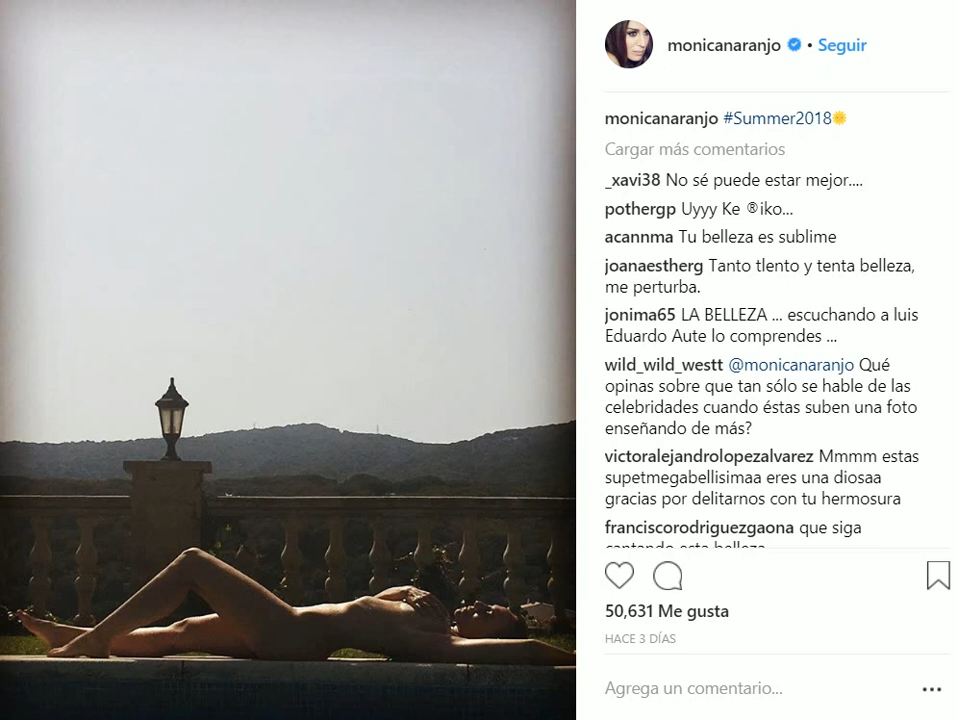 monicanaranjo • Seguir
monicanaranjo #Summer2018
Cargar más comentarios
_xavi38 No sé puede estar mejor....
pothergp Uyyy Ke ®iko...
acannma Tu belleza es sublime
joanaestherg Tanto tlento y tenta belleza,
me perturba.
jonima65 LA BELLEZA ... escuchando a luis
Eduardo Aute lo comprendes ...
wild_wild_westt @monicanaranjo Qué
opinas sobre que tan sólo se hable de las
celebridades cuando éstas suben una foto
enseñando de más?
victoralejandrolopezalvarez Mmmm estas
supetmegabellisimaa eres una diosaa
gracias por delitarnos con tu hermosura
franciscorodriguezgaona que siga
cantando esta belleza
50,631 Me gusta
HACE 3 DÍAS
Agrega un comentario...